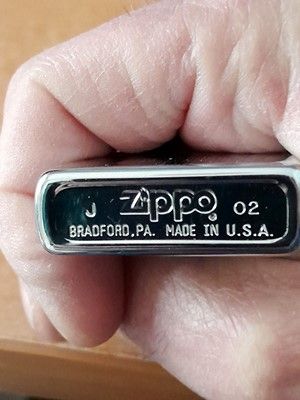 J Zippo 02
BRADFORD,PA. MADE IN U.S.A.